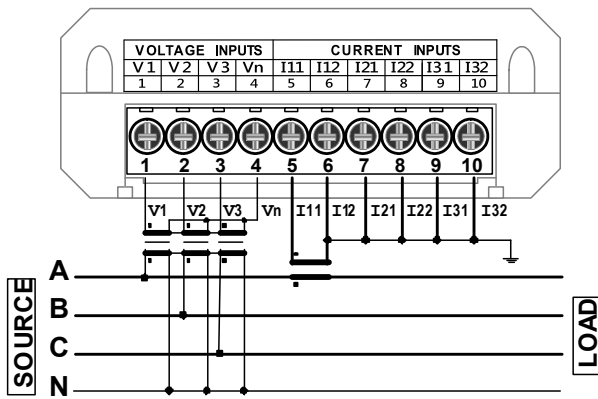 VOLTAGE INPUTS CURRENT INPUTS
V1 V2 V3 Vn I11 I12 I21 I22 I31 I32
1 2 3 4 5 6 7 8 9 10
1 2 3 4 5 6 7 8 9 10
V1 V2 V3 Vn I11 I12 I21 I22 I31 I32
SOURCE
A
B
C
N
LOAD